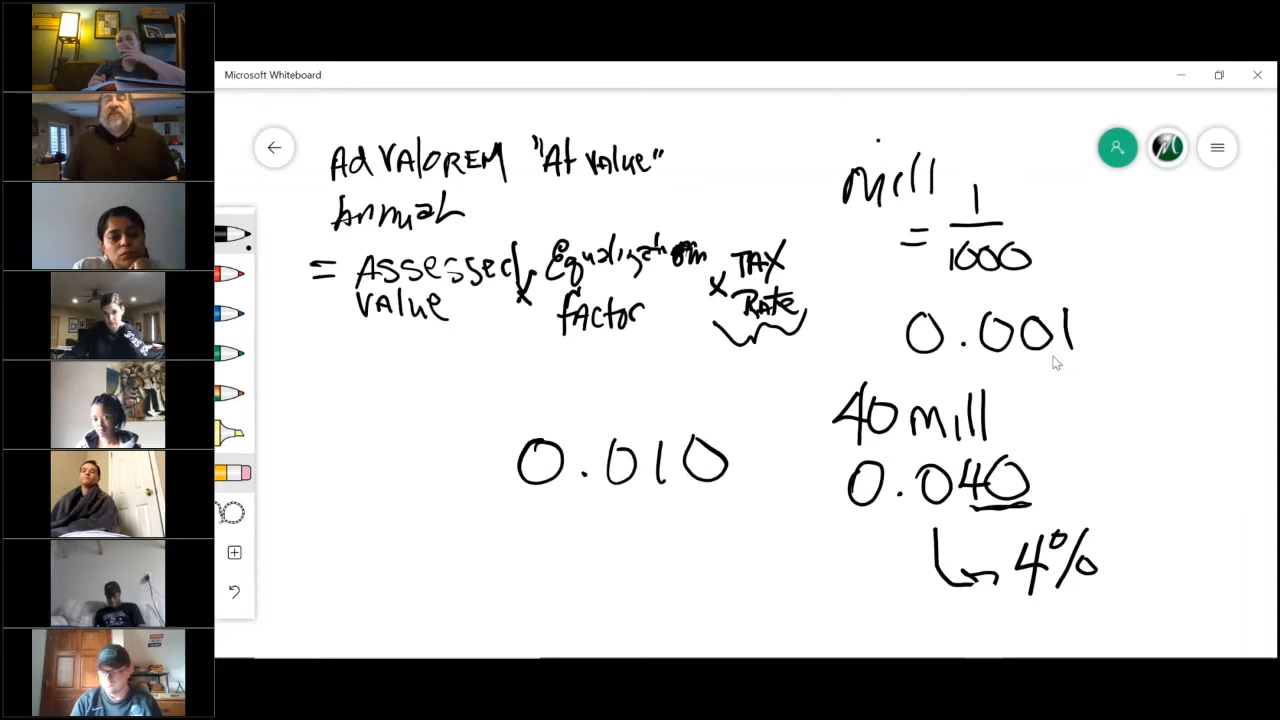 Microsoft Whiteboard
Ad VALOREM "At value"
Annual
= ASSESSED x Equalization x TAX
VALUE fACTOR RATE
0.010
mill
= 1
1000
0.001
40 mill
0.040
4%